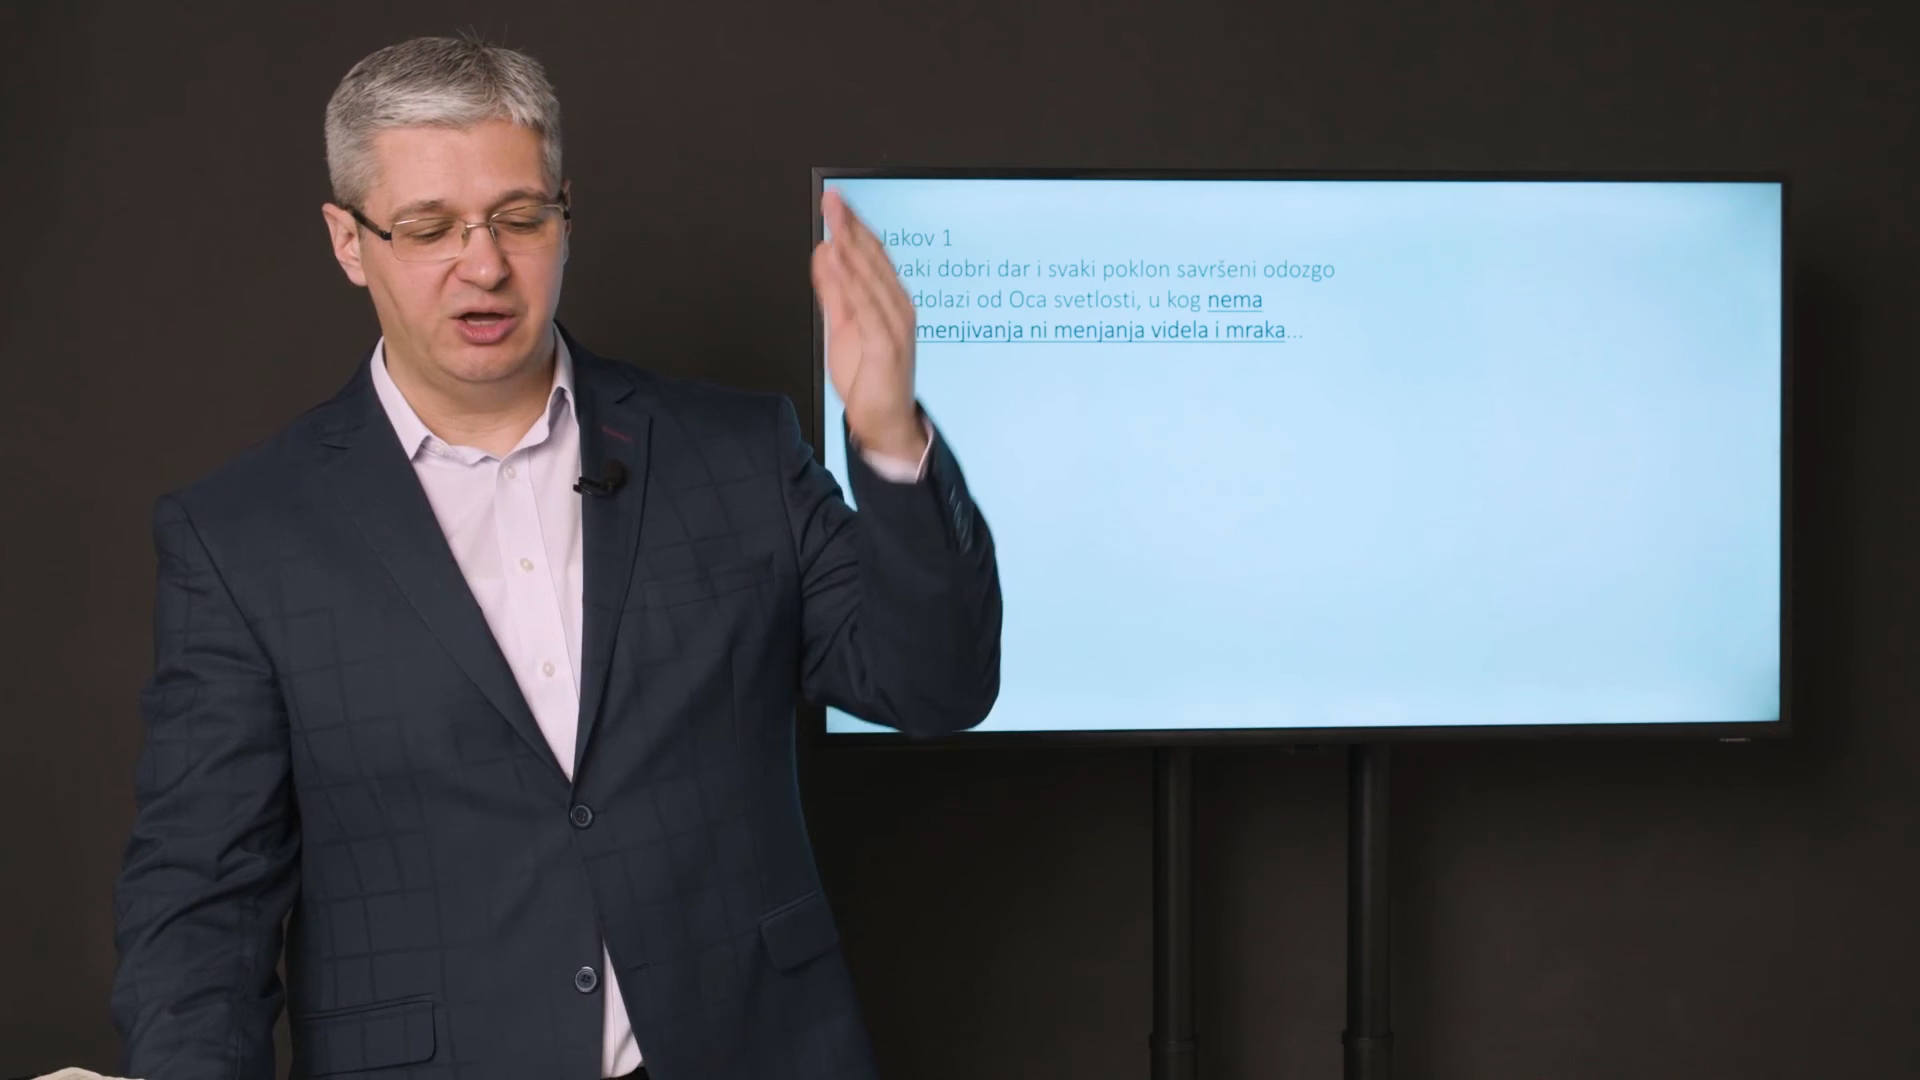 Jakov 1
vaki dobri dar i svaki poklon savršeni odozgo
dolazi od Oca svetlosti, u kog nema
menjivanja ni menjanja videla i mraka...